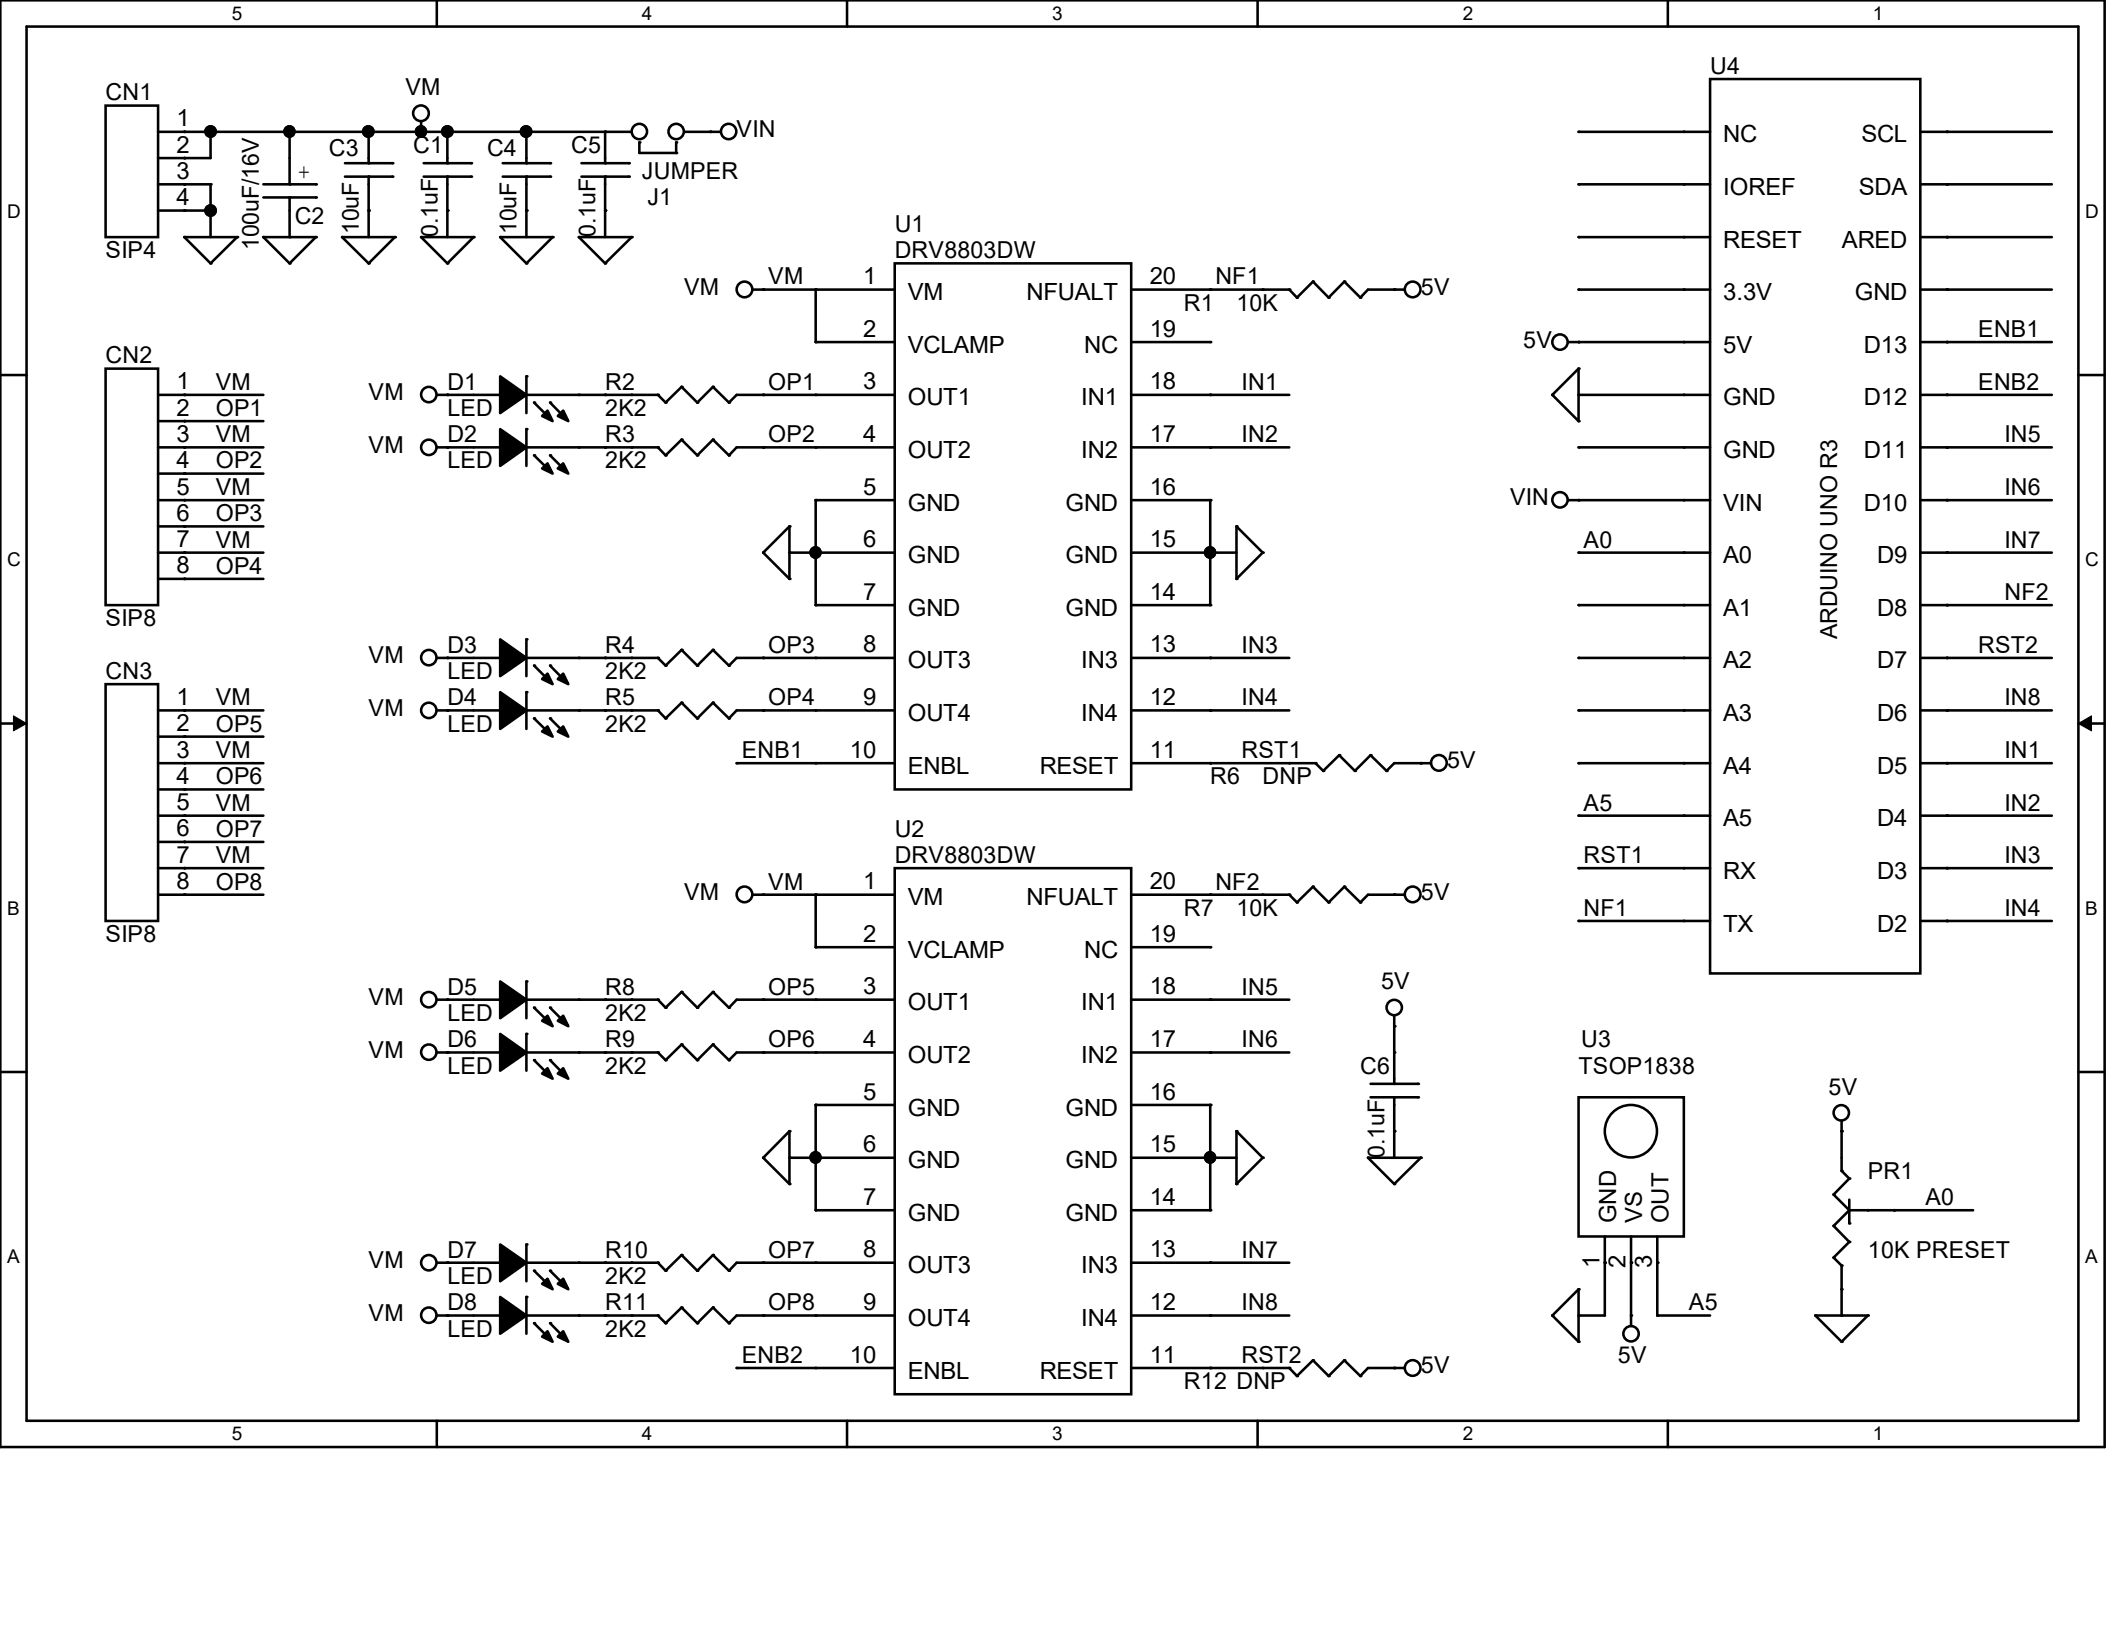 5 4 3 2 1
D
C
B
A
D
C
B
A
CN1
1
2
3
4
SIP4
VM
100uF/16V
+
C2
C3
10uF
C1
0.1uF
C4
10uF
C5
0.1uF
VIN
JUMPER
J1
CN2
1 VM
2 OP1
3 VM
4 OP2
5 VM
6 OP3
7 VM
8 OP4
SIP8
CN3
1 VM
2 OP5
3 VM
4 OP6
5 VM
6 OP7
7 VM
8 OP8
SIP8
U1
DRV8803DW
VM VM 1 VM NFUALT 20 NF1 5V
R1 10K
2 VCLAMP NC 19
VM D1 R2 OP1 3 OUT1 IN1 18 IN1
LED 2K2
VM D2 R3 OP2 4 OUT2 IN2 17 IN2
LED 2K2
5 GND GND 16
6 GND GND 15
7 GND GND 14
VM D3 R4 OP3 8 OUT3 IN3 13 IN3
LED 2K2
VM D4 R5 OP4 9 OUT4 IN4 12 IN4
LED 2K2
ENB1 10 ENBL RESET 11 RST1 5V
R6 DNP
U2
DRV8803DW
VM VM 1 VM NFUALT 20 NF2 5V
R7 10K
2 VCLAMP NC 19
VM D5 R8 OP5 3 OUT1 IN1 18 IN5
LED 2K2
VM D6 R9 OP6 4 OUT2 IN2 17 IN6
LED 2K2
5 GND GND 16
6 GND GND 15
7 GND GND 14
VM D7 R10 OP7 8 OUT3 IN3 13 IN7
LED 2K2
VM D8 R11 OP8 9 OUT4 IN4 12 IN8
LED 2K2
ENB2 10 ENBL RESET 11 RST2 5V
R12 DNP
5V
C6
0.1uF
U4
NC SCL
IOREF SDA
RESET ARED
3.3V GND
5V 5V D13 ENB1
GND D12 ENB2
GND D11 IN5
VIN VIN D10 IN6
A0 A0 D9 IN7
A1 D8 NF2
A2 D7 RST2
A3 D6 IN8
A4 D5 IN1
A5 A5 D4 IN2
RST1 RX D3 IN3
NF1 TX D2 IN4
ARDUINO UNO R3
U3
TSOP1838
GND
VS
OUT
1
2
3
A5
5V
5V
PR1
A0
10K PRESET
5 4 3 2 1